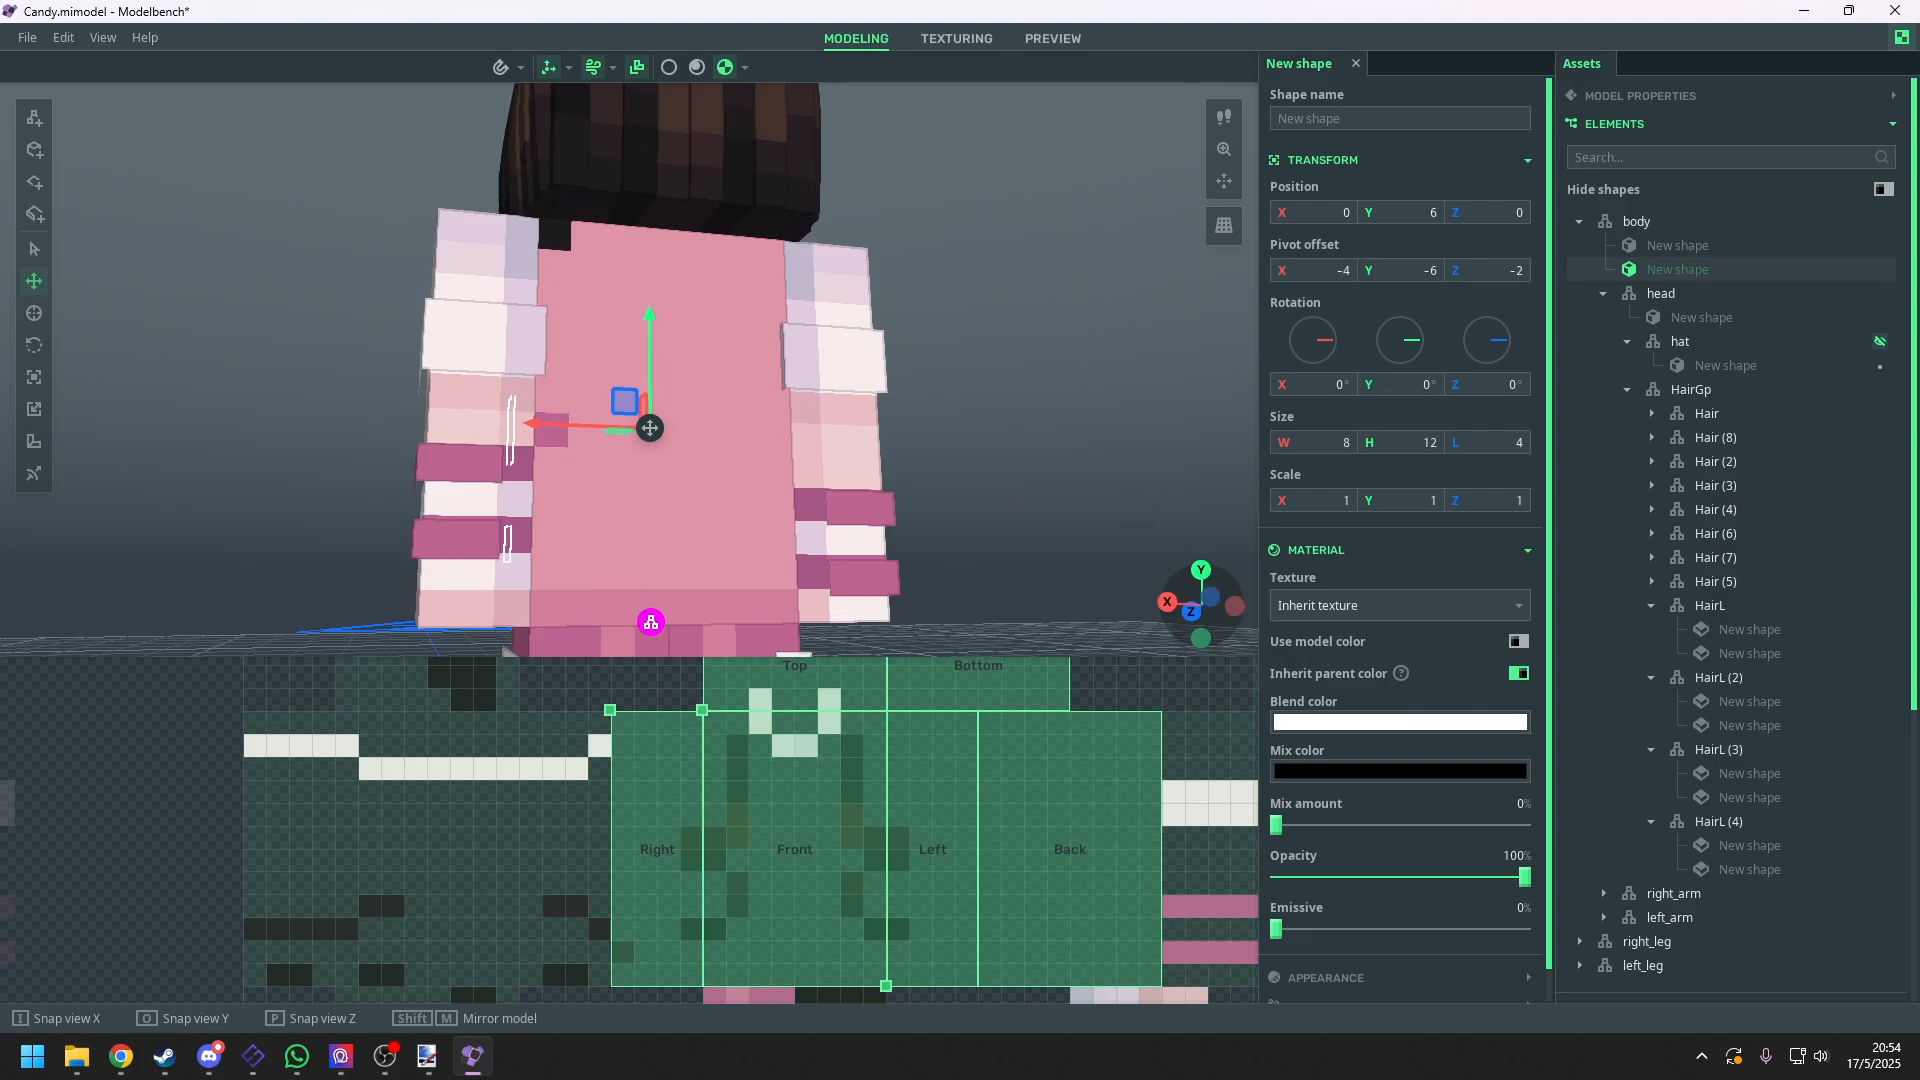 Candy.mimodel - Modelbench*
File Edit View Help
MODELING TEXTURING PREVIEW
New shape
Shape name
New shape
TRANSFORM
Position
X 0 Y 6 Z 0
Pivot offset
X -4 Y -6 Z -2
Rotation
X 0° Y 0° Z 0°
Size
W 8 H 12 L 4
Scale
X 1 Y 1 Z 1
MATERIAL
Texture
Inherit texture
Use model color
Inherit parent color ?
Blend color
Mix color
Mix amount 0%
Opacity 100%
Emissive 0%
APPEARANCE
Assets
MODEL PROPERTIES
ELEMENTS
Search...
Hide shapes
body
New shape
New shape
head
New shape
hat
New shape
HairGp
Hair
Hair (8)
Hair (2)
Hair (3)
Hair (4)
Hair (6)
Hair (7)
Hair (5)
HairL
New shape
New shape
HairL (2)
New shape
New shape
HairL (3)
New shape
New shape
HairL (4)
New shape
New shape
right_arm
left_arm
right_leg
left_leg
Y
X
Z
Top Bottom
Right Front Left Back
I Snap view X O Snap view Y P Snap view Z Shift M Mirror model
20:54
17/5/2025